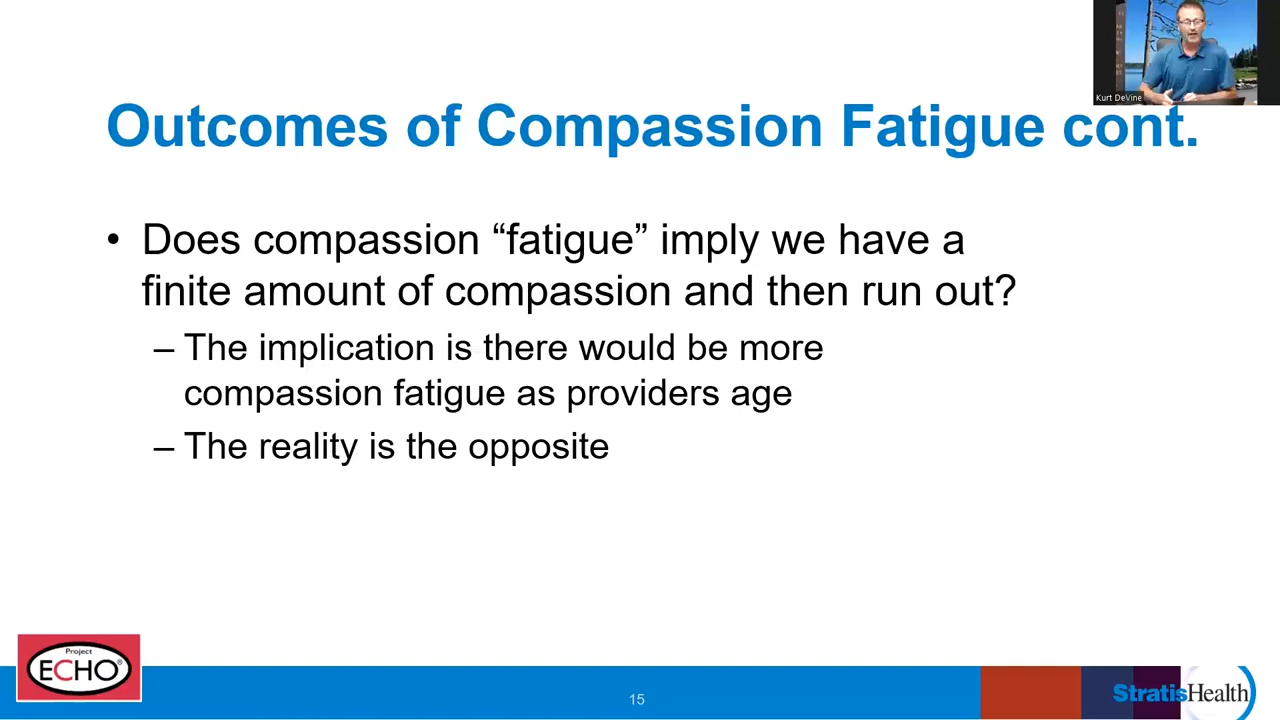 Kurt DeVine
Outcomes of Compassion Fatigue cont.
• Does compassion “fatigue” imply we have a
finite amount of compassion and then run out?
– The implication is there would be more
compassion fatigue as providers age
– The reality is the opposite
Project
ECHO®
15
StratisHealth